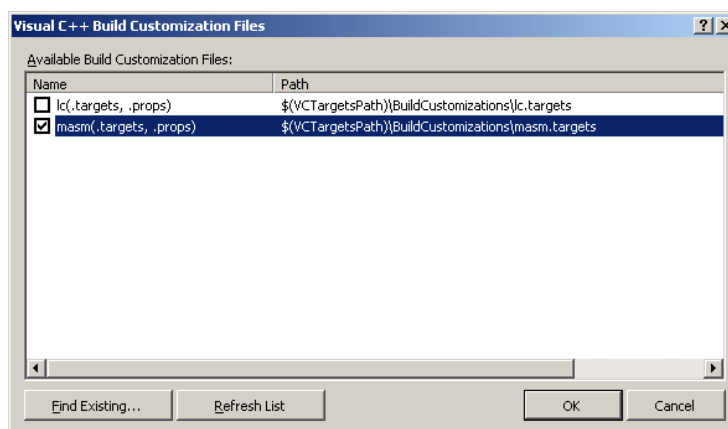 Visual C++ Build Customization Files
Available Build Customization Files:
Name Path
lc(.targets, .props) $(VCTargetsPath)\BuildCustomizations\lc.targets
masm(.targets, .props) $(VCTargetsPath)\BuildCustomizations\masm.targets
Find Existing... Refresh List OK Cancel